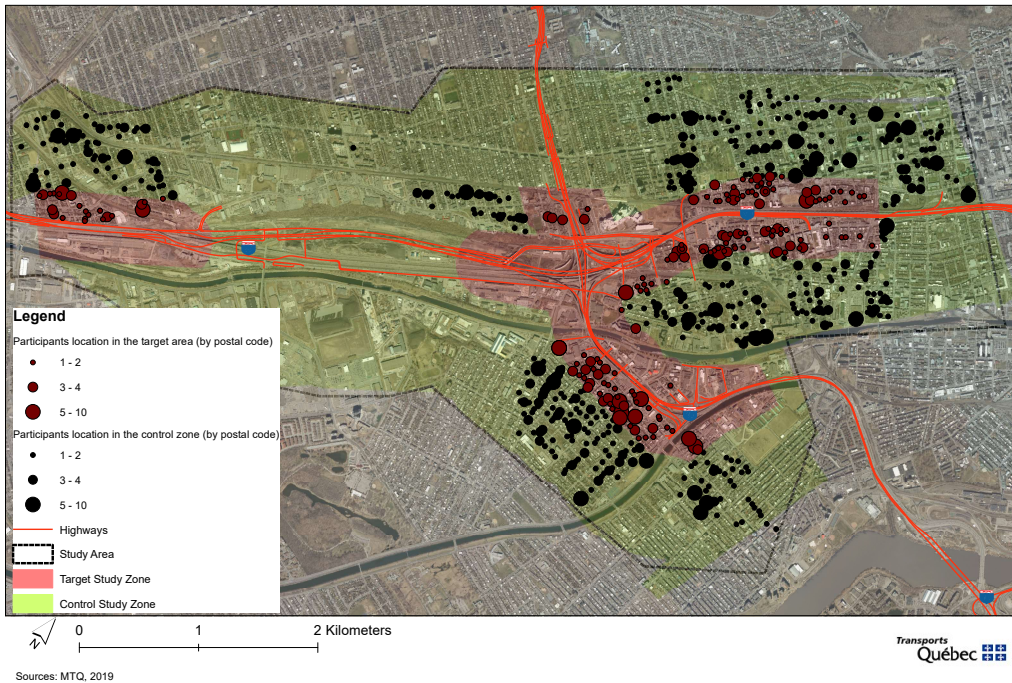 Legend
Participants location in the target area (by postal code)
1 - 2
3 - 4
5 - 10
Participants location in the control zone (by postal code)
1 - 2
3 - 4
5 - 10
Highways
Study Area
Target Study Zone
Control Study Zone
N
0 1 2 Kilometers
Transports
Québec
Sources: MTQ, 2019